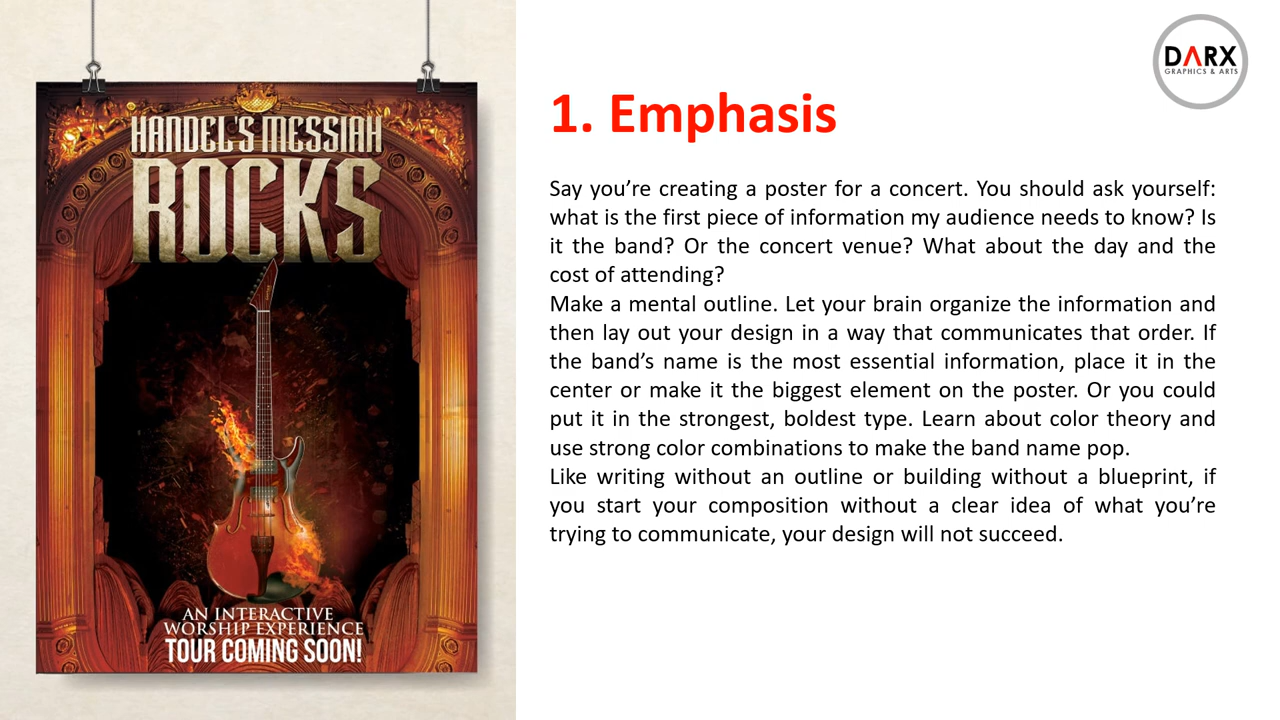 HANDEL'S MESSIAH
ROCKS
AN INTERACTIVE
WORSHIP EXPERIENCE
TOUR COMING SOON!
DARX
GRAPHICS & ARTS
1. Emphasis
Say you’re creating a poster for a concert. You should ask yourself:
what is the first piece of information my audience needs to know? Is
it the band? Or the concert venue? What about the day and the
cost of attending?
Make a mental outline. Let your brain organize the information and
then lay out your design in a way that communicates that order. If
the band’s name is the most essential information, place it in the
center or make it the biggest element on the poster. Or you could
put it in the strongest, boldest type. Learn about color theory and
use strong color combinations to make the band name pop.
Like writing without an outline or building without a blueprint, if
you start your composition without a clear idea of what you’re
trying to communicate, your design will not succeed.